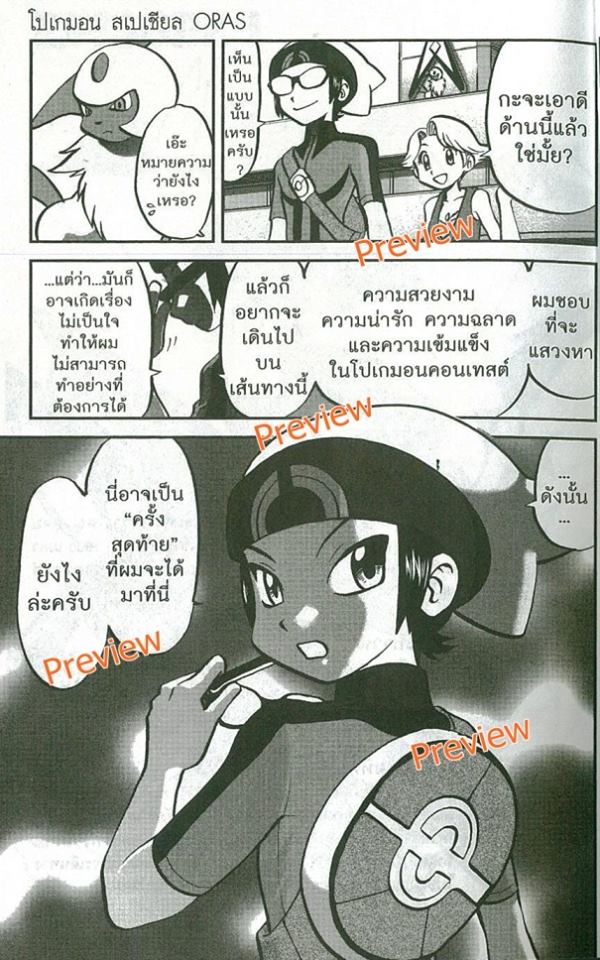 โปเกมอน สเปเชียล ORAS
กะจะเอาดี
ด้านนี้แล้ว
ใช่มั้ย?
เห็น
เป็น
แบบ
นั้น
เหรอ
ครับ
?
เอ๊ะ
หมายความ
ว่ายังไง
เหรอ?
Preview
ผมชอบ
ที่จะ
แสวงหา
ความสวยงาม
ความน่ารัก ความฉลาด
และความเข้มแข็ง
ในโปเกมอนคอนเทสต์
แล้วก็
อยากจะ
เดินไป
บน
เส้นทางนี้
...แต่ว่า...มันก็
อาจเกิดเรื่อง
ไม่เป็นใจ
ทำให้ผม
ไม่สามารถ
ทำอย่างที่
ต้องการได้
Preview
...
ดังนั้น
...
นี่อาจเป็น
“ครั้ง
สุดท้าย”
ที่ผมจะได้
มาที่นี่
ยังไง
ล่ะครับ
Preview
Preview